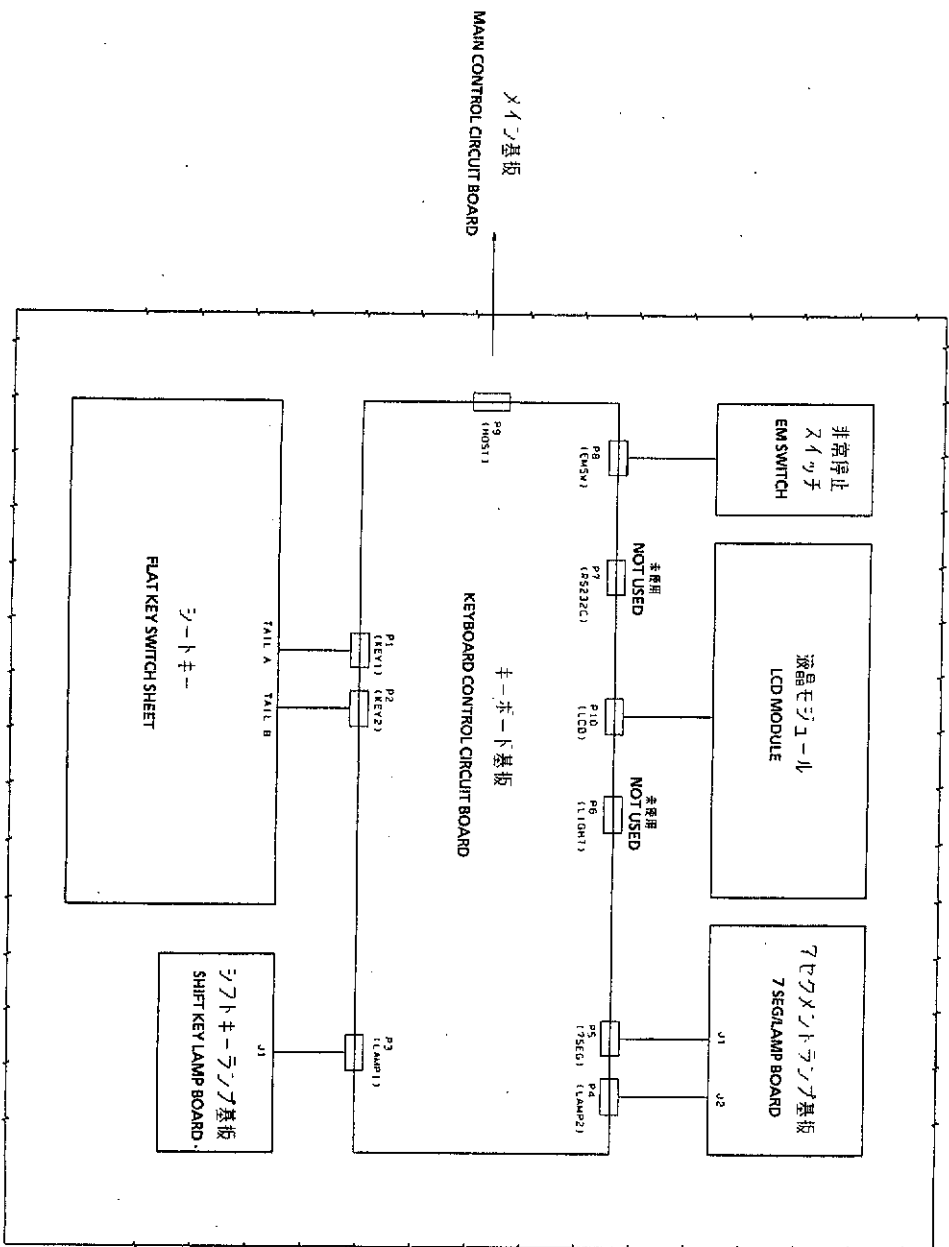 メイン基板
MAIN CONTROL CIRCUIT BOARD
非常停止
スイッチ
EM SWITCH
液晶モジュール
LCD MODULE
7セグメントランプ基板
7 SEG/LAMP BOARD
J1
J2
P8
(EMSW)
未使用
NOT USED
P7
(RS232C)
P10
(LCD)
未使用
NOT USED
P6
(LIGHT)
P5
(7SEG)
P4
(LAMP2)
P9
(HOST)
キーボード基板
KEYBOARD CONTROL CIRCUIT BOARD
P1
(KEY1)
P2
(KEY2)
P3
(LAMP1)
TAIL A
TAIL B
シートキー
FLAT KEY SWITCH SHEET
J1
シフトキーランプ基板
SHIFT KEY LAMP BOARD